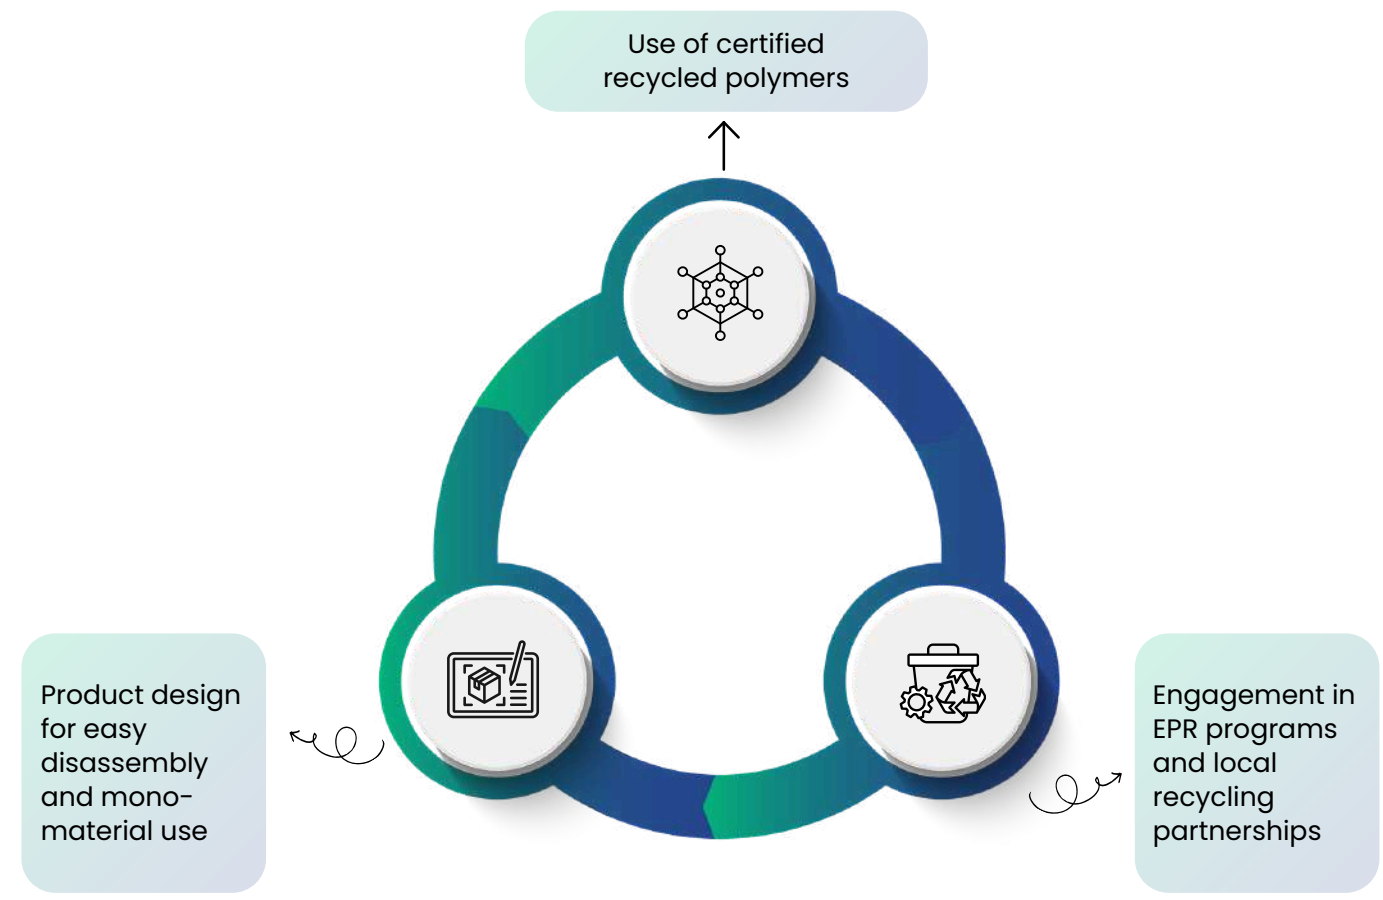 Use of certified
recycled polymers
Product design
for easy
disassembly
and mono-
material use
Engagement in
EPR programs
and local
recycling
partnerships